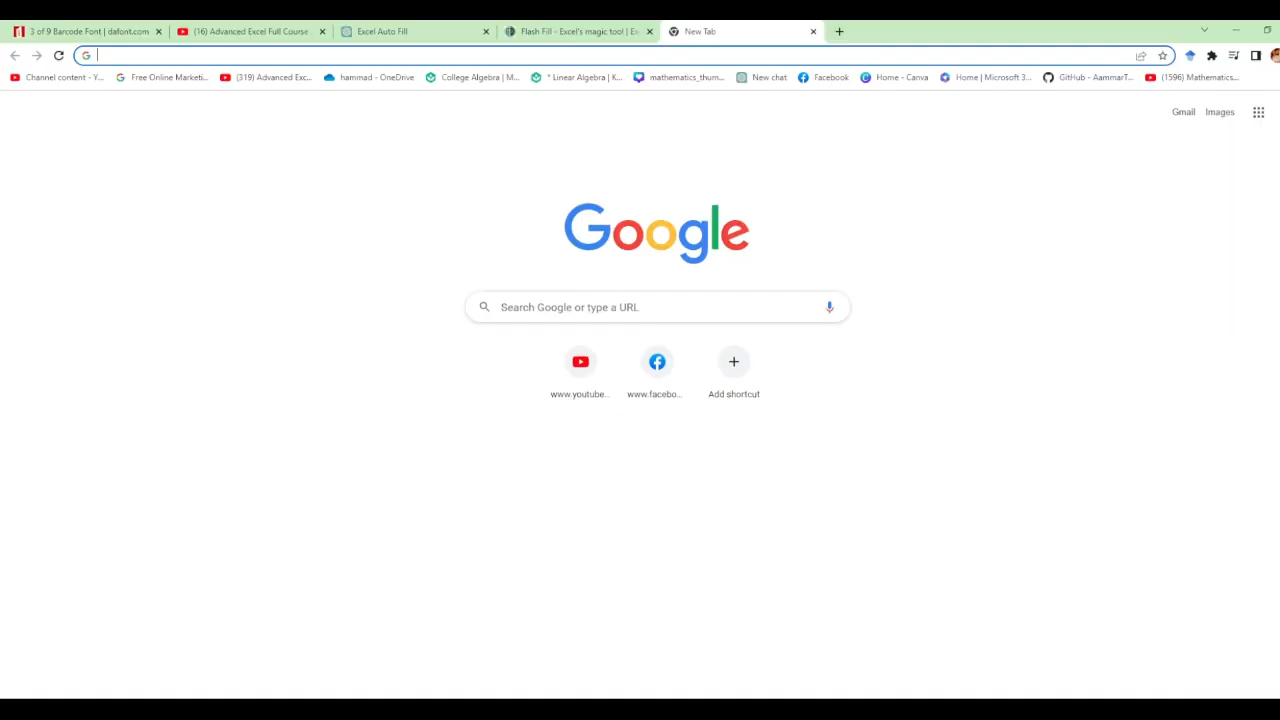 3 of 9 Barcode Font | dafont.com
(16) Advanced Excel Full Course
Excel Auto Fill
Flash Fill - Excel's magic tool | Ex
New Tab
Channel content - Y...
Free Online Marketi...
(319) Advanced Exc...
hammad - OneDrive
College Algebra | M...
* Linear Algebra | K...
mathematics_thum...
New chat
Facebook
Home - Canva
Home | Microsoft 3...
GitHub - AammarT...
(1596) Mathematics...
Gmail
Images
Google
Search Google or type a URL
www.youtube...
www.facebo...
Add shortcut